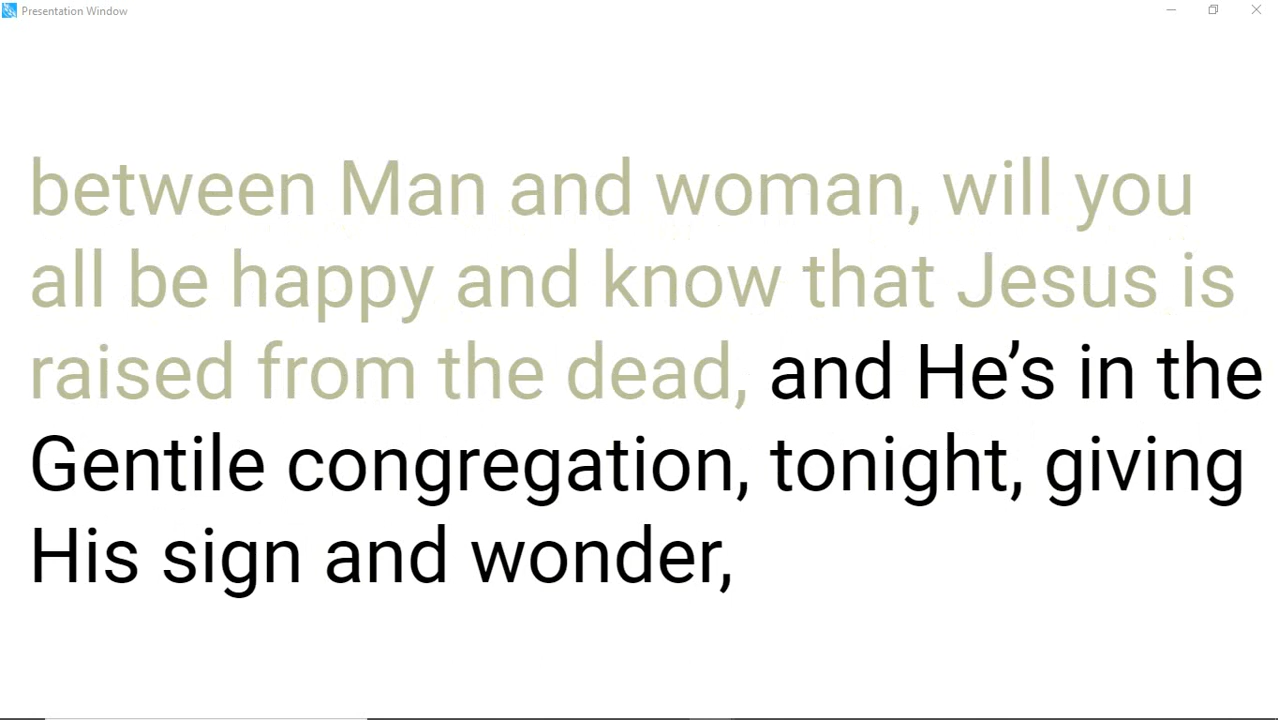 Presentation Window
between Man and woman, will you
all be happy and know that Jesus is
raised from the dead, and He’s in the
Gentile congregation, tonight, giving
His sign and wonder,